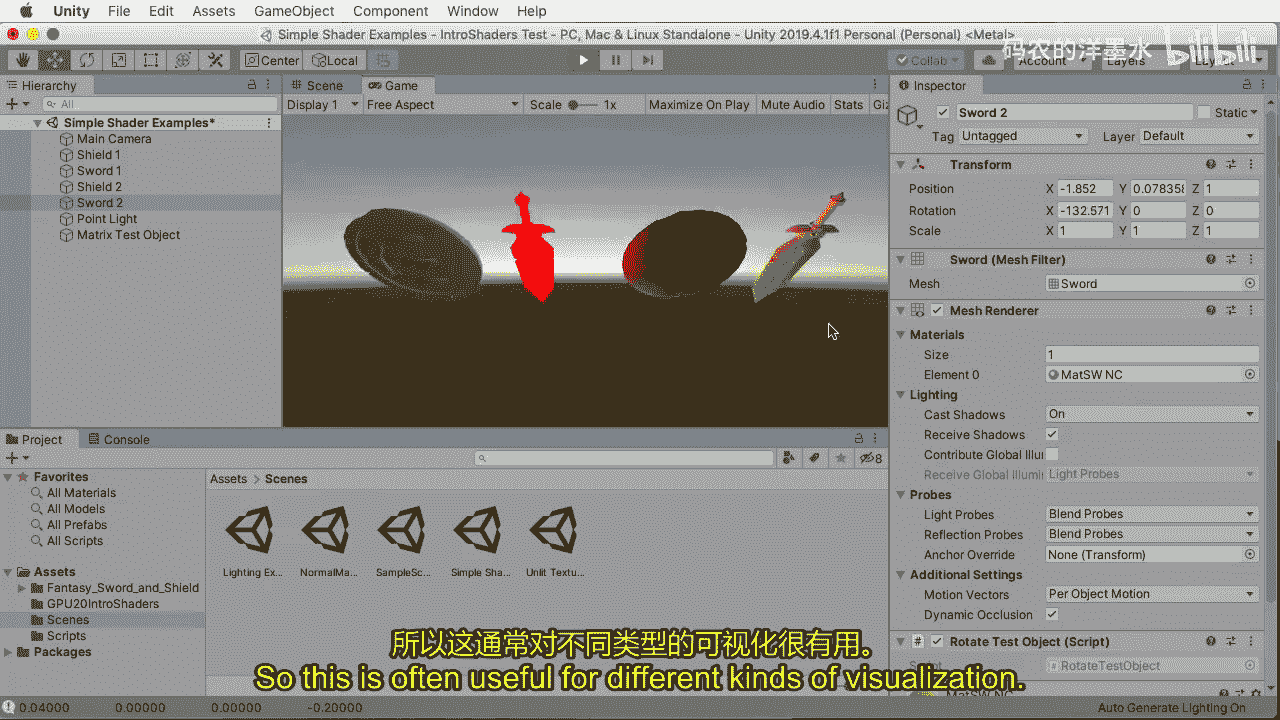 Unity File Edit Assets GameObject Component Window Help
Simple Shader Examples - IntroShaders Test - PC, Mac & Linux Standalone - Unity 2019.4.1f1 Personal (Personal) <Metal>
码农的洋墨水 bilibili
Center Local Collab Account Layers
Hierarchy
All
Simple Shader Examples*
Main Camera
Shield 1
Sword 1
Shield 2
Sword 2
Point Light
Matrix Test Object
Scene Game
Display 1 Free Aspect Scale 1x Maximize On Play Mute Audio Stats Giz
Inspector
Sword 2 Static
Tag Untagged Layer Default
Transform
Position X -1.852 Y 0.078358 Z 1
Rotation X -132.571 Y 0 Z 0
Scale X 1 Y 1 Z 1
Sword (Mesh Filter)
Mesh Sword
Mesh Renderer
Materials
Size 1
Element 0 MatSW NC
Lighting
Cast Shadows On
Receive Shadows
Contribute Global Illu
Receive Global Illumi Light Probes
Probes
Light Probes Blend Probes
Reflection Probes Blend Probes
Anchor Override None (Transform)
Additional Settings
Motion Vectors Per Object Motion
Dynamic Occlusion
Rotate Test Object (Script)
RotateTestObject
Project Console
8
Favorites
All Materials
All Models
All Prefabs
All Scripts
Assets
Fantasy_Sword_and_Shield
GPU20IntroShaders
Scenes
Scripts
Packages
Assets > Scenes
Lighting Ex... NormalMa... SampleSc... Simple Sha... Unlit Textu...
所以这通常对不同类型的可视化很有用。
So this is often useful for different kinds of visualization.
0.04000 0.00000 -0.20000
Auto Generate Lighting On